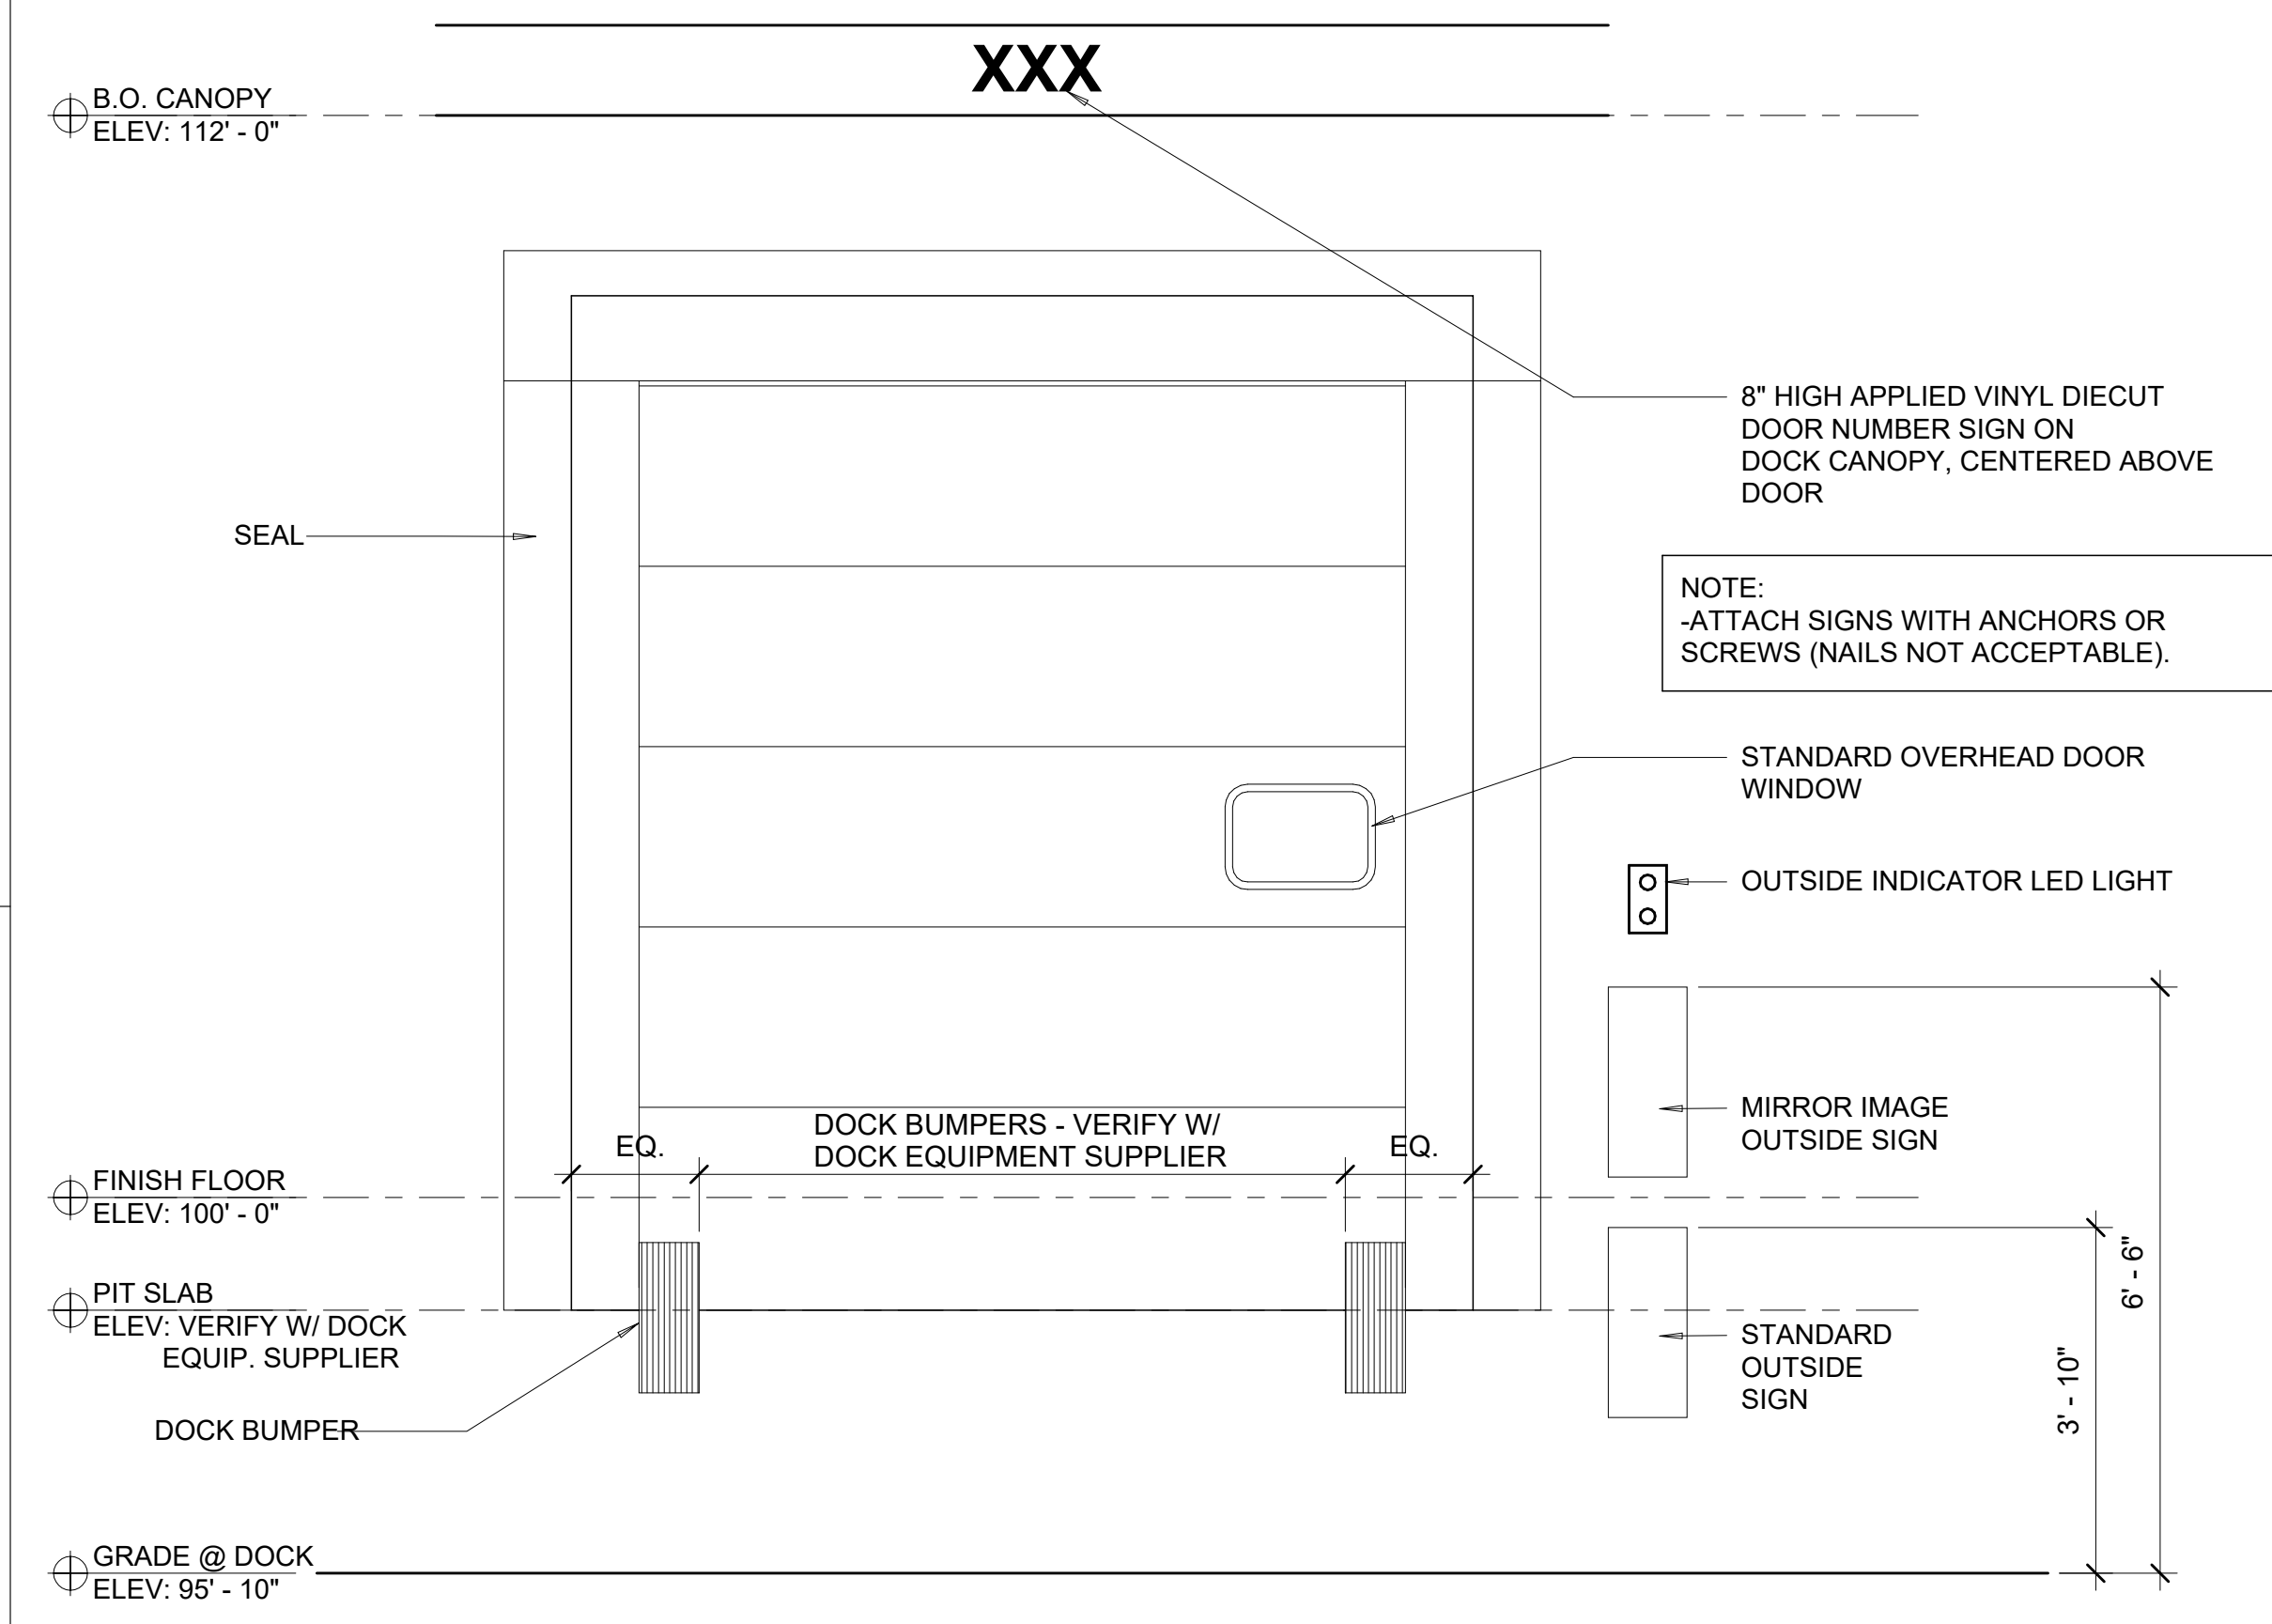 XXX
B.O. CANOPY
ELEV: 112' - 0"
8" HIGH APPLIED VINYL DIECUT
DOOR NUMBER SIGN ON
DOCK CANOPY, CENTERED ABOVE
DOOR
SEAL
NOTE:
-ATTACH SIGNS WITH ANCHORS OR
SCREWS (NAILS NOT ACCEPTABLE).
STANDARD OVERHEAD DOOR
WINDOW
OUTSIDE INDICATOR LED LIGHT
MIRROR IMAGE
OUTSIDE SIGN
EQ.
DOCK BUMPERS - VERIFY W/
DOCK EQUIPMENT SUPPLIER
EQ.
FINISH FLOOR
ELEV: 100' - 0"
PIT SLAB
ELEV: VERIFY W/ DOCK
EQUIP. SUPPLIER
STANDARD
OUTSIDE
SIGN
6' - 6"
3' - 10"
DOCK BUMPER
GRADE @ DOCK
ELEV: 95' - 10"